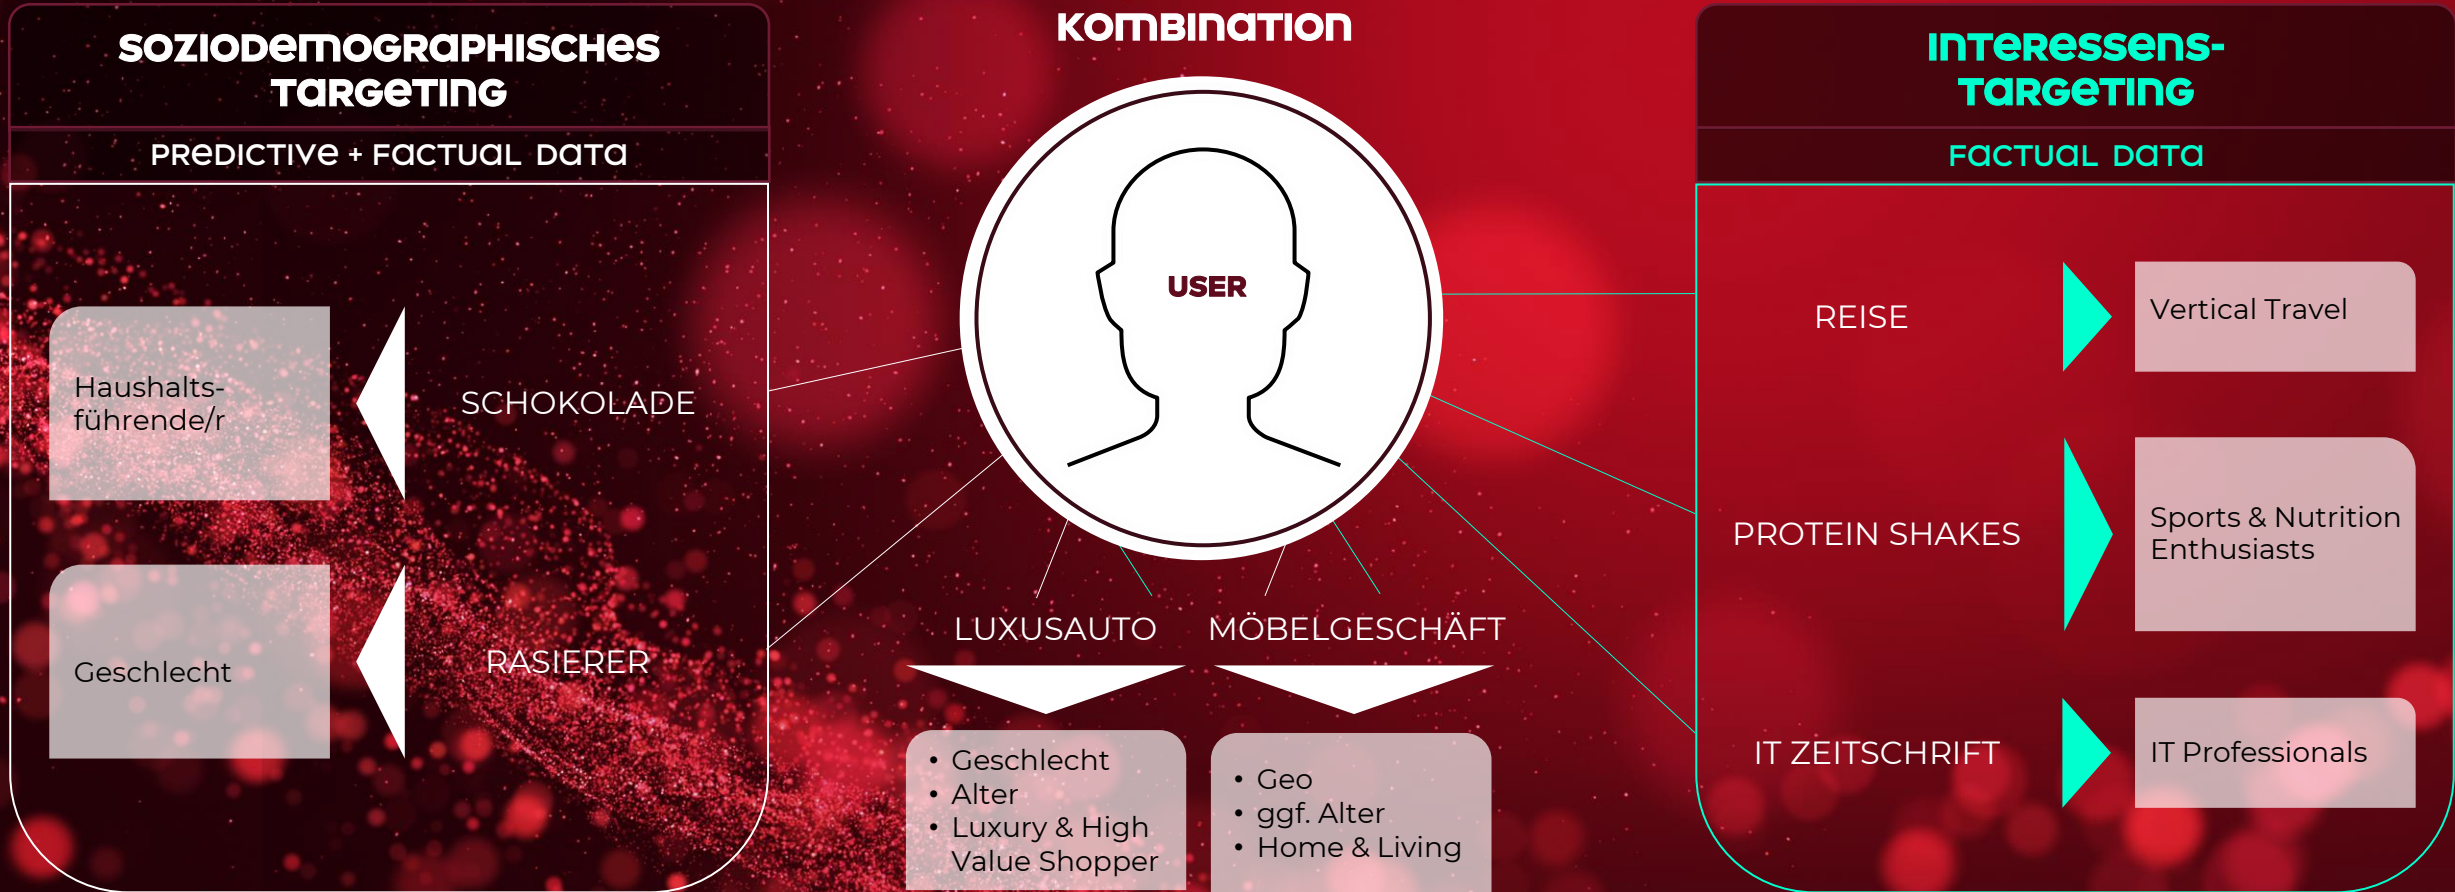 SOZIODEMOGRAPHISCHES
TARGETING
PREDICTIVE + FACTUAL DATA
Haushalts-
führende/r
SCHOKOLADE
Geschlecht
RASIERER
KOMBINATION
USER
LUXUSAUTO
• Geschlecht
• Alter
• Luxury & High
Value Shopper
MÖBELGESCHÄFT
• Geo
• ggf. Alter
• Home & Living
INTERESSENS-
TARGETING
FACTUAL DATA
REISE
Vertical Travel
PROTEIN SHAKES
Sports & Nutrition
Enthusiasts
IT ZEITSCHRIFT
IT Professionals